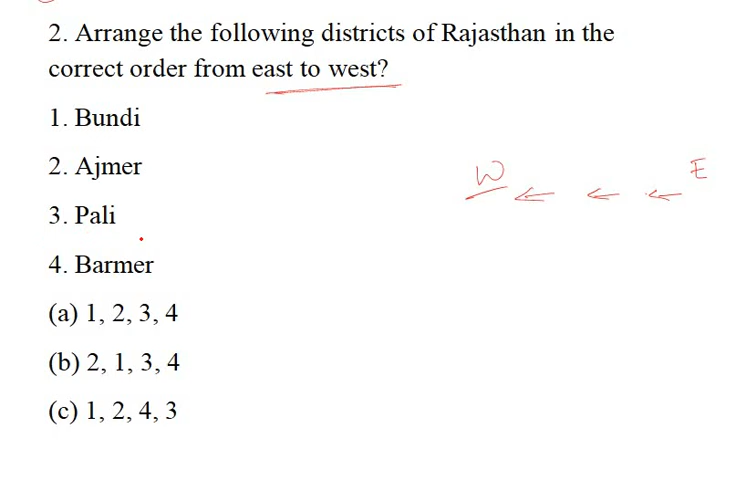 2. Arrange the following districts of Rajasthan in the
correct order from east to west?
1. Bundi
2. Ajmer
W E
3. Pali
4. Barmer
(a) 1, 2, 3, 4
(b) 2, 1, 3, 4
(c) 1, 2, 4, 3